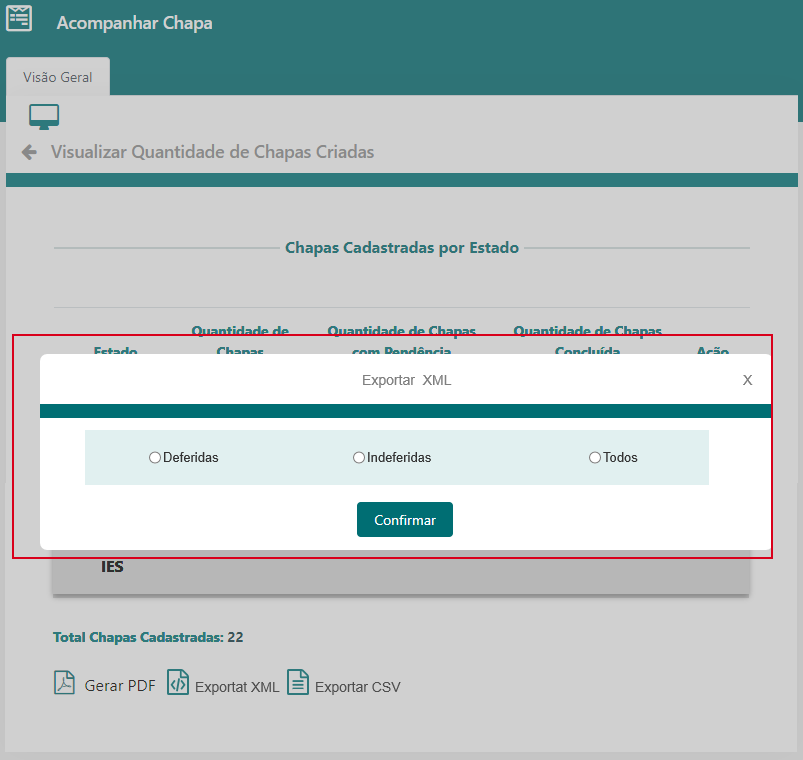 Acompanhar Chapa
Visão Geral
Visualizar Quantidade de Chapas Criadas
Chapas Cadastradas por Estado
Quantidade de Quantidade de Chapas Quantidade de Chapas
Estado Chapas com Pendência Concluída Ação
Exportar XML X
Deferidas Indeferidas Todos
Confirmar
IES
Total Chapas Cadastradas: 22
Gerar PDF Exportat XML Exportar CSV